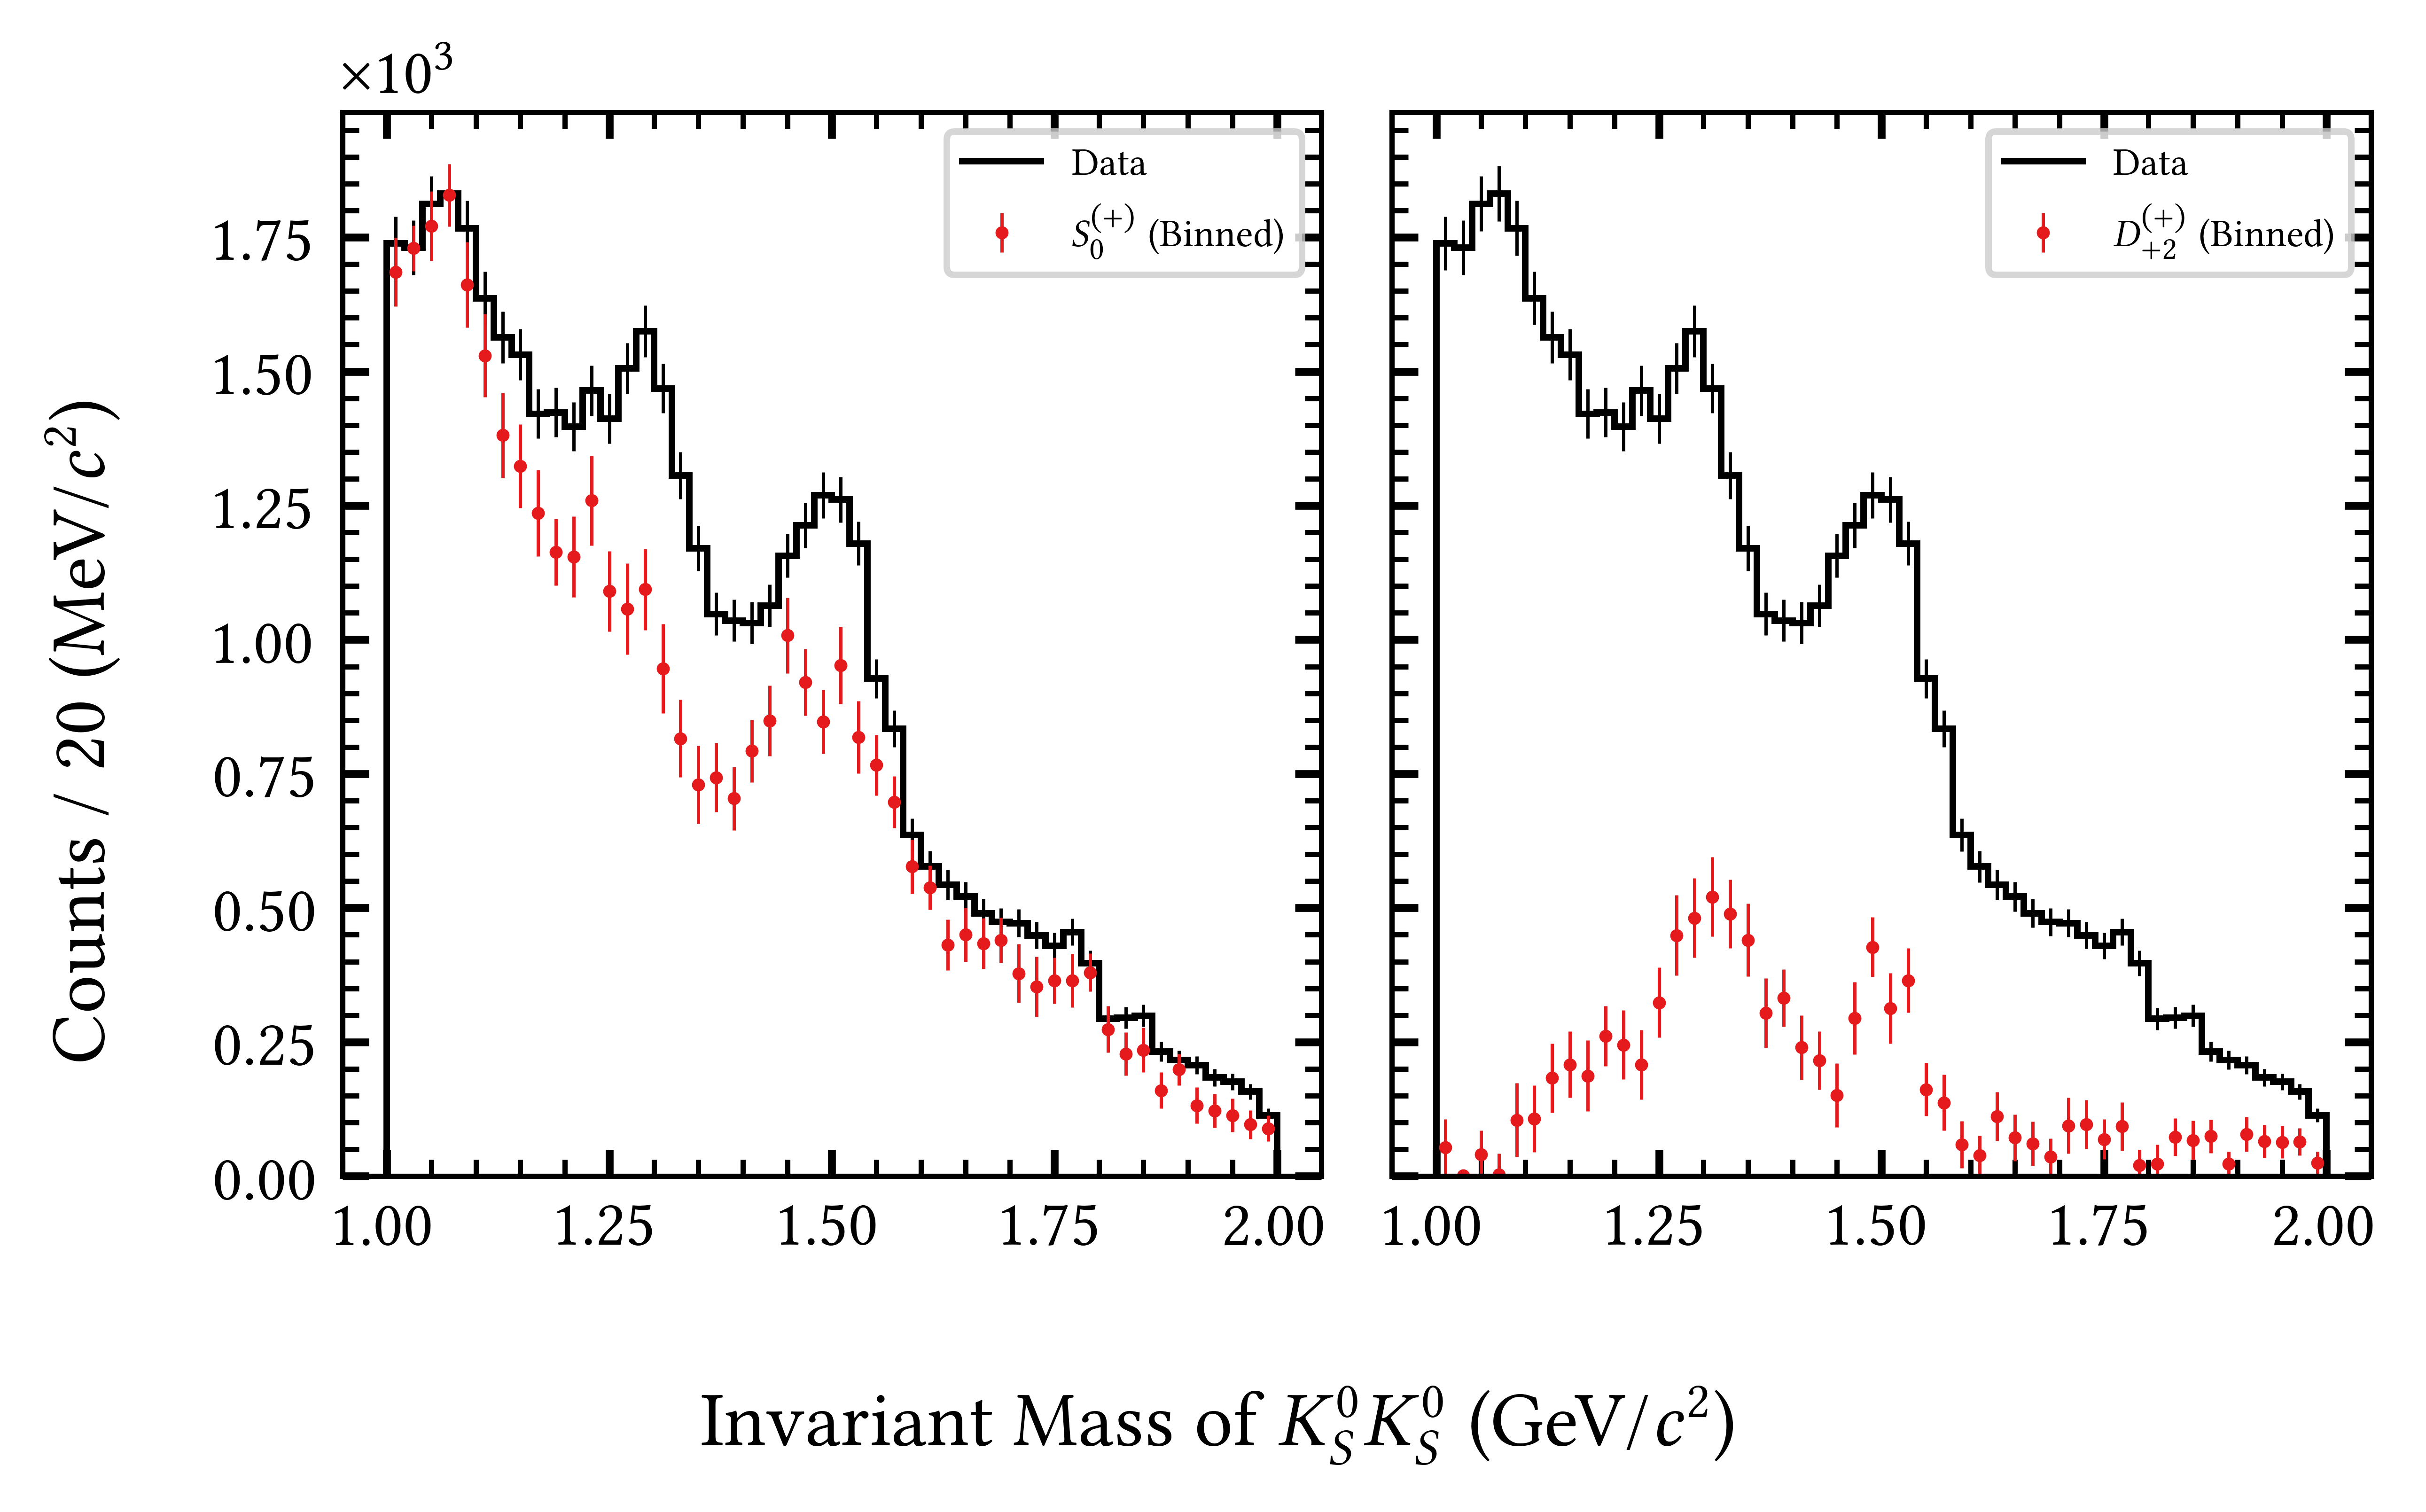 ×10³
Data
S₀⁽⁺⁾ (Binned)
Data
D₊₂⁽⁺⁾ (Binned)
Counts / 20 (MeV/c²)
1.75
1.50
1.25
1.00
0.75
0.50
0.25
0.00
1.00 1.25 1.50 1.75 2.00
1.00 1.25 1.50 1.75 2.00
Invariant Mass of K⁰_S K⁰_S (GeV/c²)